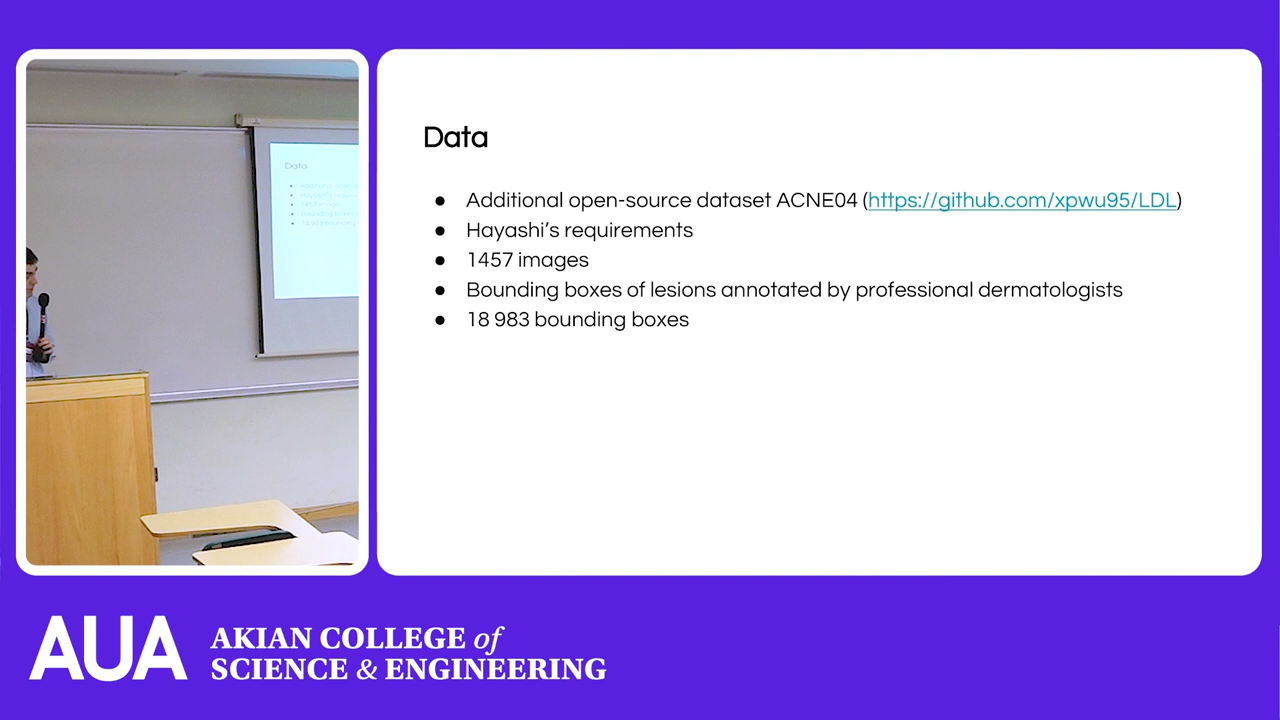 Data
● Additional open-source dataset ACNE04 (https://github.com/xpwu95/LDL)
● Hayashi’s requirements
● 1457 images
● Bounding boxes of lesions annotated by professional dermatologists
● 18 983 bounding boxes
Data
AUA
AKIAN COLLEGE of
SCIENCE & ENGINEERING